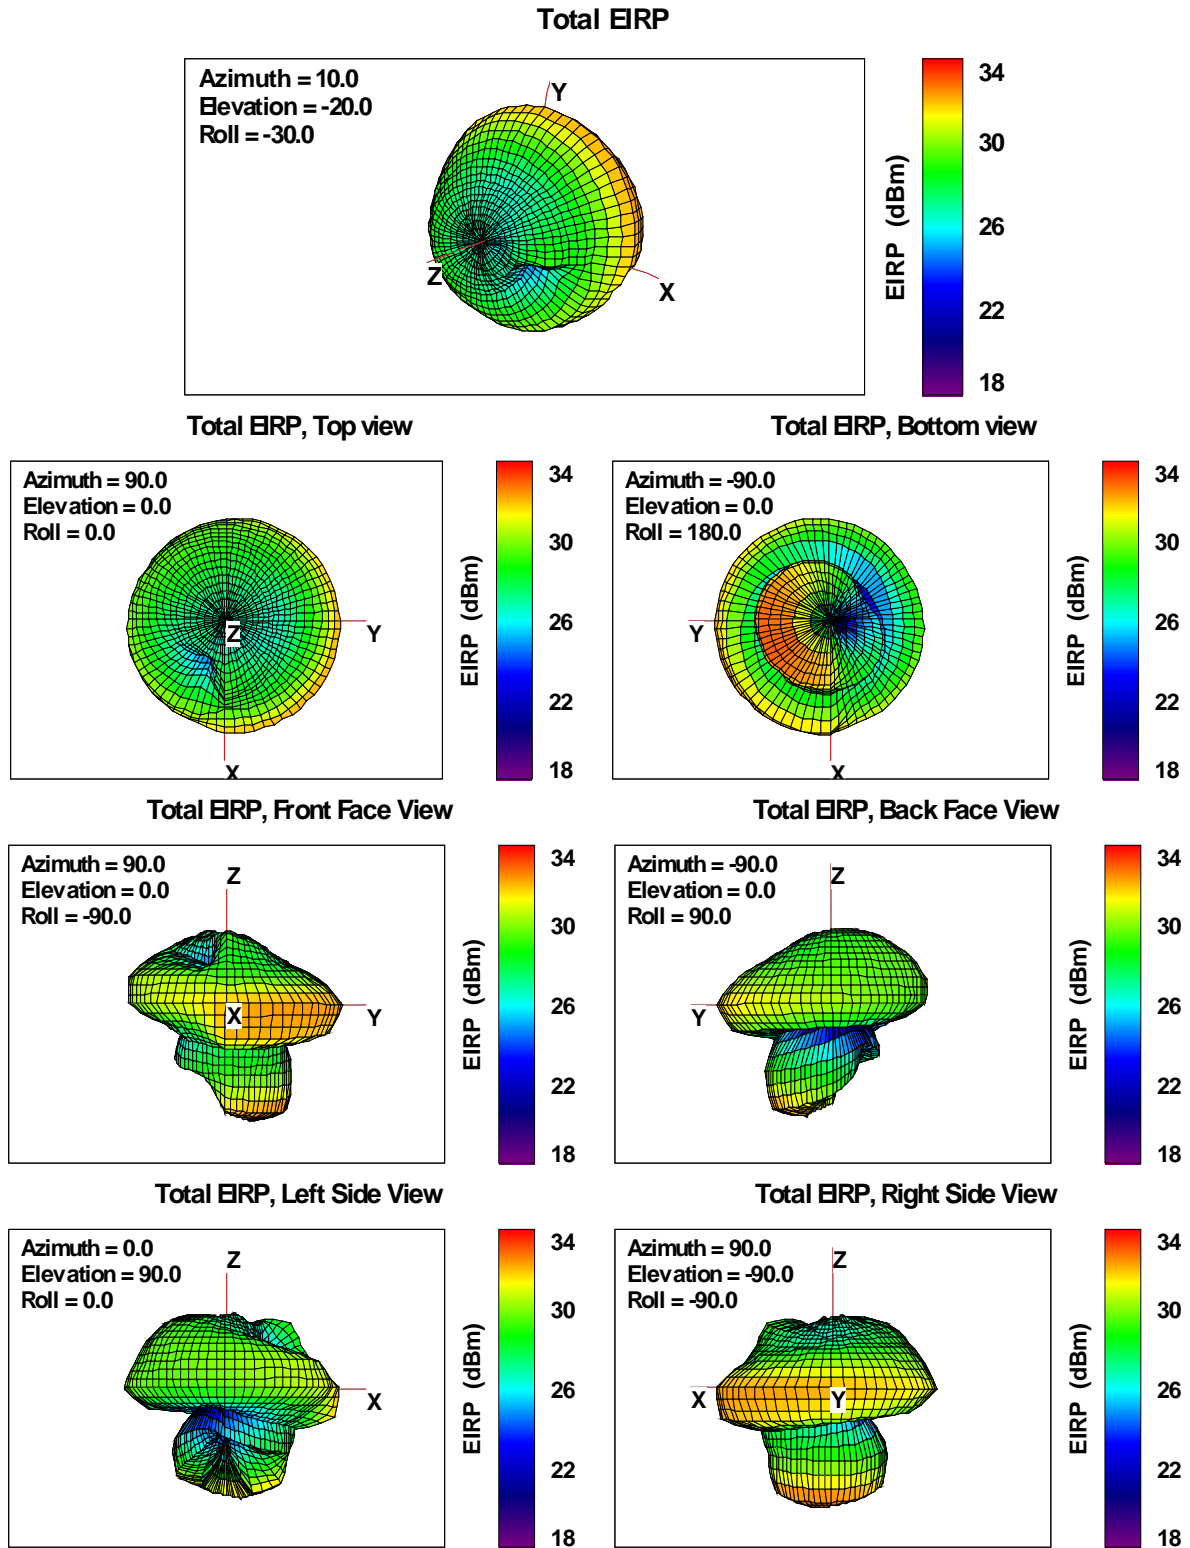 Total EIRP
Azimuth = 10.0
Elevation = -20.0
Roll = -30.0
Y
Z
X
EIRP (dBm)
34
30
26
22
18
Total EIRP, Top view
Azimuth = 90.0
Elevation = 0.0
Roll = 0.0
Z
Y
X
EIRP (dBm)
34
30
26
22
18
Total EIRP, Bottom view
Azimuth = -90.0
Elevation = 0.0
Roll = 180.0
Y
X
EIRP (dBm)
34
30
26
22
18
Total EIRP, Front Face View
Azimuth = 90.0
Elevation = 0.0
Roll = -90.0
Z
X
Y
EIRP (dBm)
34
30
26
22
18
Total EIRP, Back Face View
Azimuth = -90.0
Elevation = 0.0
Roll = 90.0
Z
Y
EIRP (dBm)
34
30
26
22
18
Total EIRP, Left Side View
Azimuth = 0.0
Elevation = 90.0
Roll = 0.0
Z
X
EIRP (dBm)
34
30
26
22
18
Total EIRP, Right Side View
Azimuth = 90.0
Elevation = -90.0
Roll = -90.0
Z
X
Y
EIRP (dBm)
34
30
26
22
18